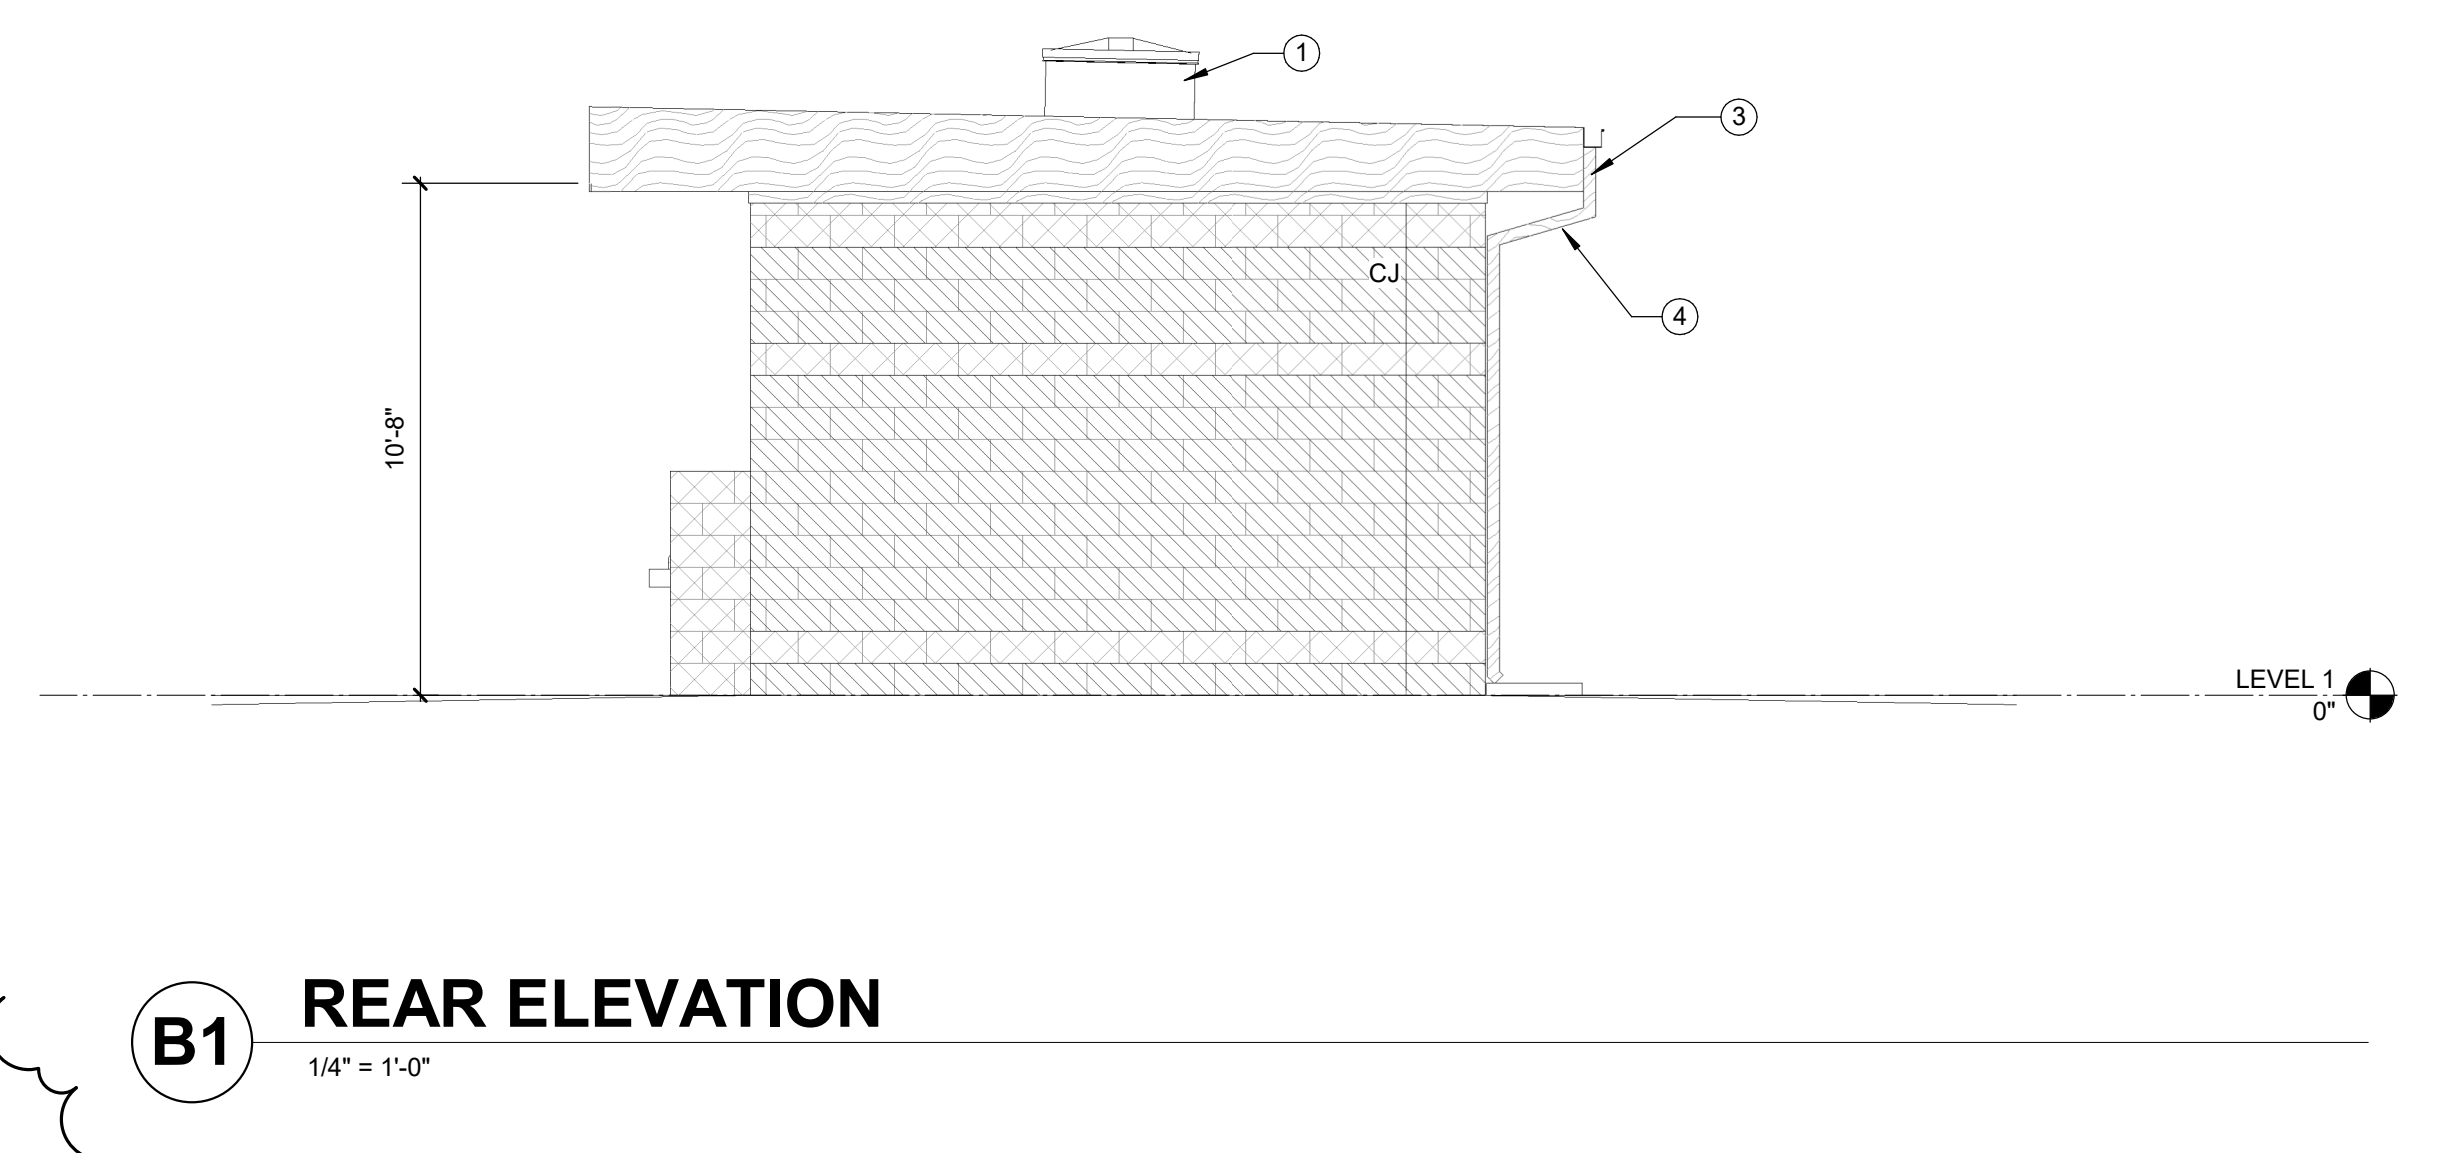 1
3
CJ
4
10'-8"
LEVEL 1
0"
B1
REAR ELEVATION
1/4" = 1'-0"